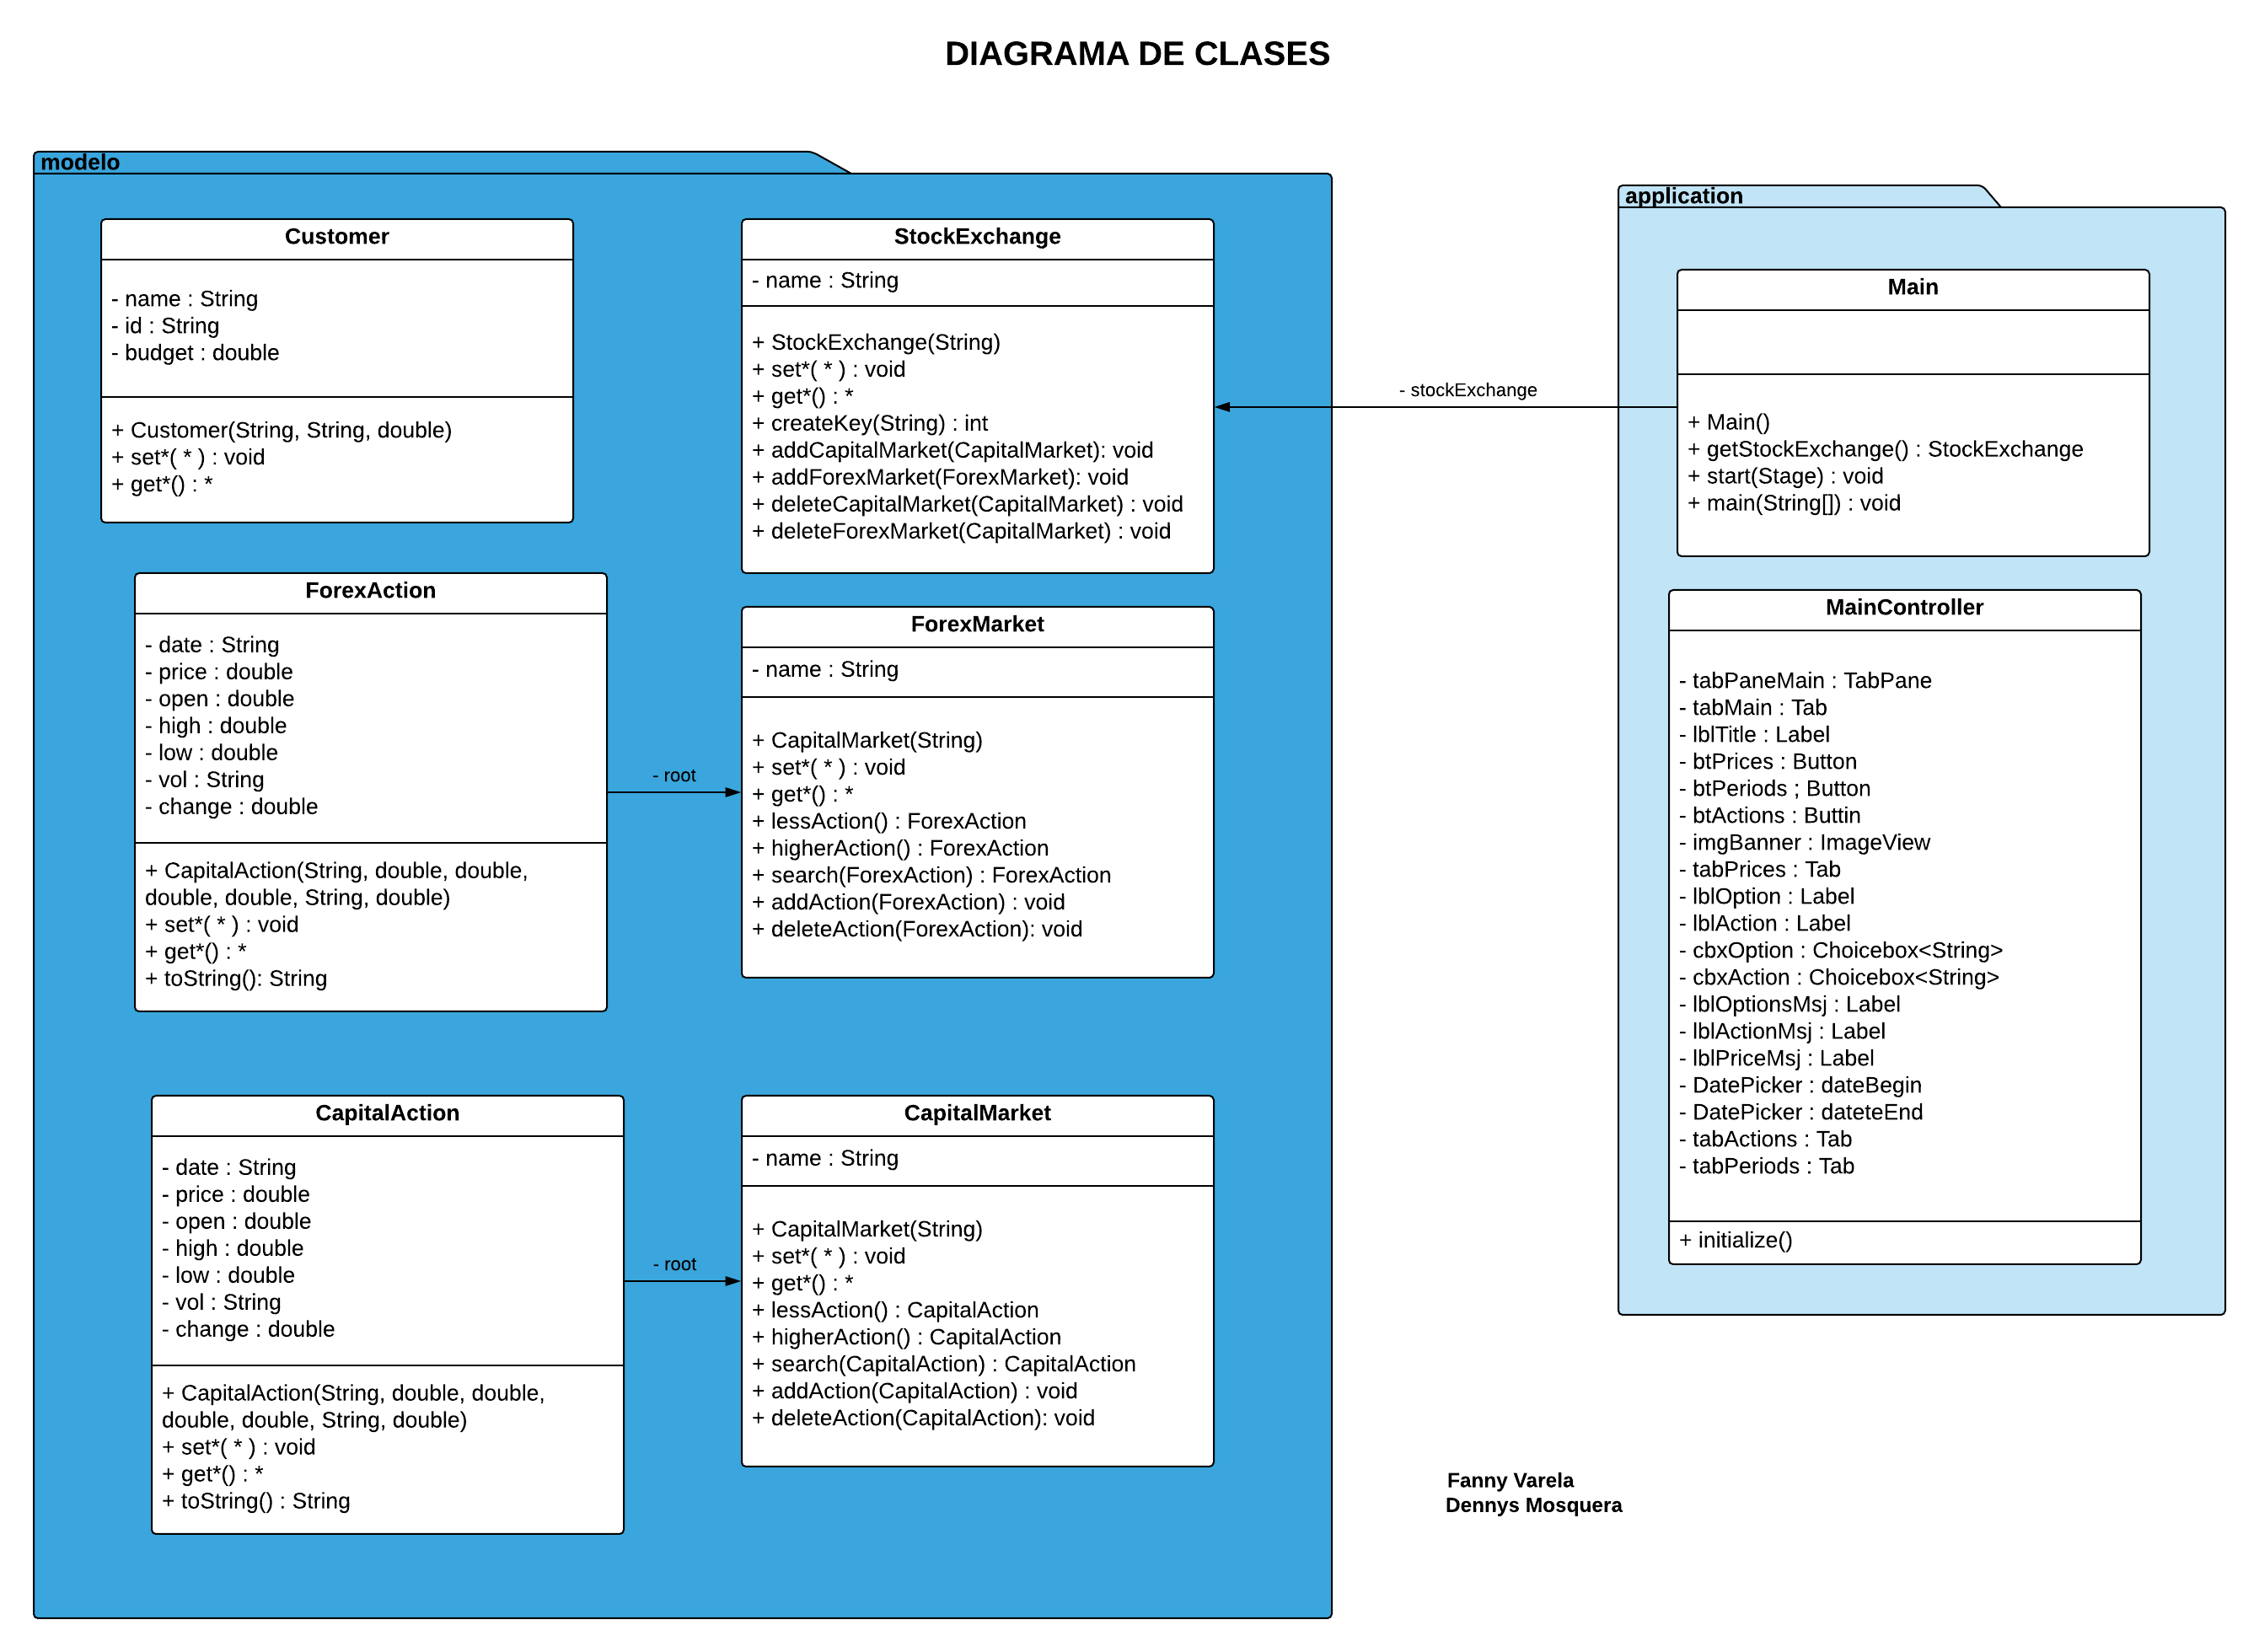 DIAGRAMA DE CLASES
modelo
Customer
- name : String
- id : String
- budget : double
+ Customer(String, String, double)
+ set*( * ) : void
+ get*() : *
StockExchange
- name : String
+ StockExchange(String)
+ set*( * ) : void
+ get*() : *
+ createKey(String) : int
+ addCapitalMarket(CapitalMarket): void
+ addForexMarket(ForexMarket): void
+ deleteCapitalMarket(CapitalMarket) : void
+ deleteForexMarket(CapitalMarket) : void
ForexAction
- date : String
- price : double
- open : double
- high : double
- low : double
- vol : String
- change : double
+ CapitalAction(String, double, double,
double, double, String, double)
+ set*( * ) : void
+ get*() : *
+ toString(): String
- root
ForexMarket
- name : String
+ CapitalMarket(String)
+ set*( * ) : void
+ get*() : *
+ lessAction() : ForexAction
+ higherAction() : ForexAction
+ search(ForexAction) : ForexAction
+ addAction(ForexAction) : void
+ deleteAction(ForexAction): void
CapitalAction
- date : String
- price : double
- open : double
- high : double
- low : double
- vol : String
- change : double
+ CapitalAction(String, double, double,
double, double, String, double)
+ set*( * ) : void
+ get*() : *
+ toString() : String
- root
CapitalMarket
- name : String
+ CapitalMarket(String)
+ set*( * ) : void
+ get*() : *
+ lessAction() : CapitalAction
+ higherAction() : CapitalAction
+ search(CapitalAction) : CapitalAction
+ addAction(CapitalAction) : void
+ deleteAction(CapitalAction): void
- stockExchange
application
Main
+ Main()
+ getStockExchange() : StockExchange
+ start(Stage) : void
+ main(String[]) : void
MainController
- tabPaneMain : TabPane
- tabMain : Tab
- lblTitle : Label
- btPrices : Button
- btPeriods ; Button
- btActions : Buttin
- imgBanner : ImageView
- tabPrices : Tab
- lblOption : Label
- lblAction : Label
- cbxOption : Choicebox<String>
- cbxAction : Choicebox<String>
- lblOptionsMsj : Label
- lblActionMsj : Label
- lblPriceMsj : Label
- DatePicker : dateBegin
- DatePicker : dateteEnd
- tabActions : Tab
- tabPeriods : Tab
+ initialize()
Fanny Varela
Dennys Mosquera